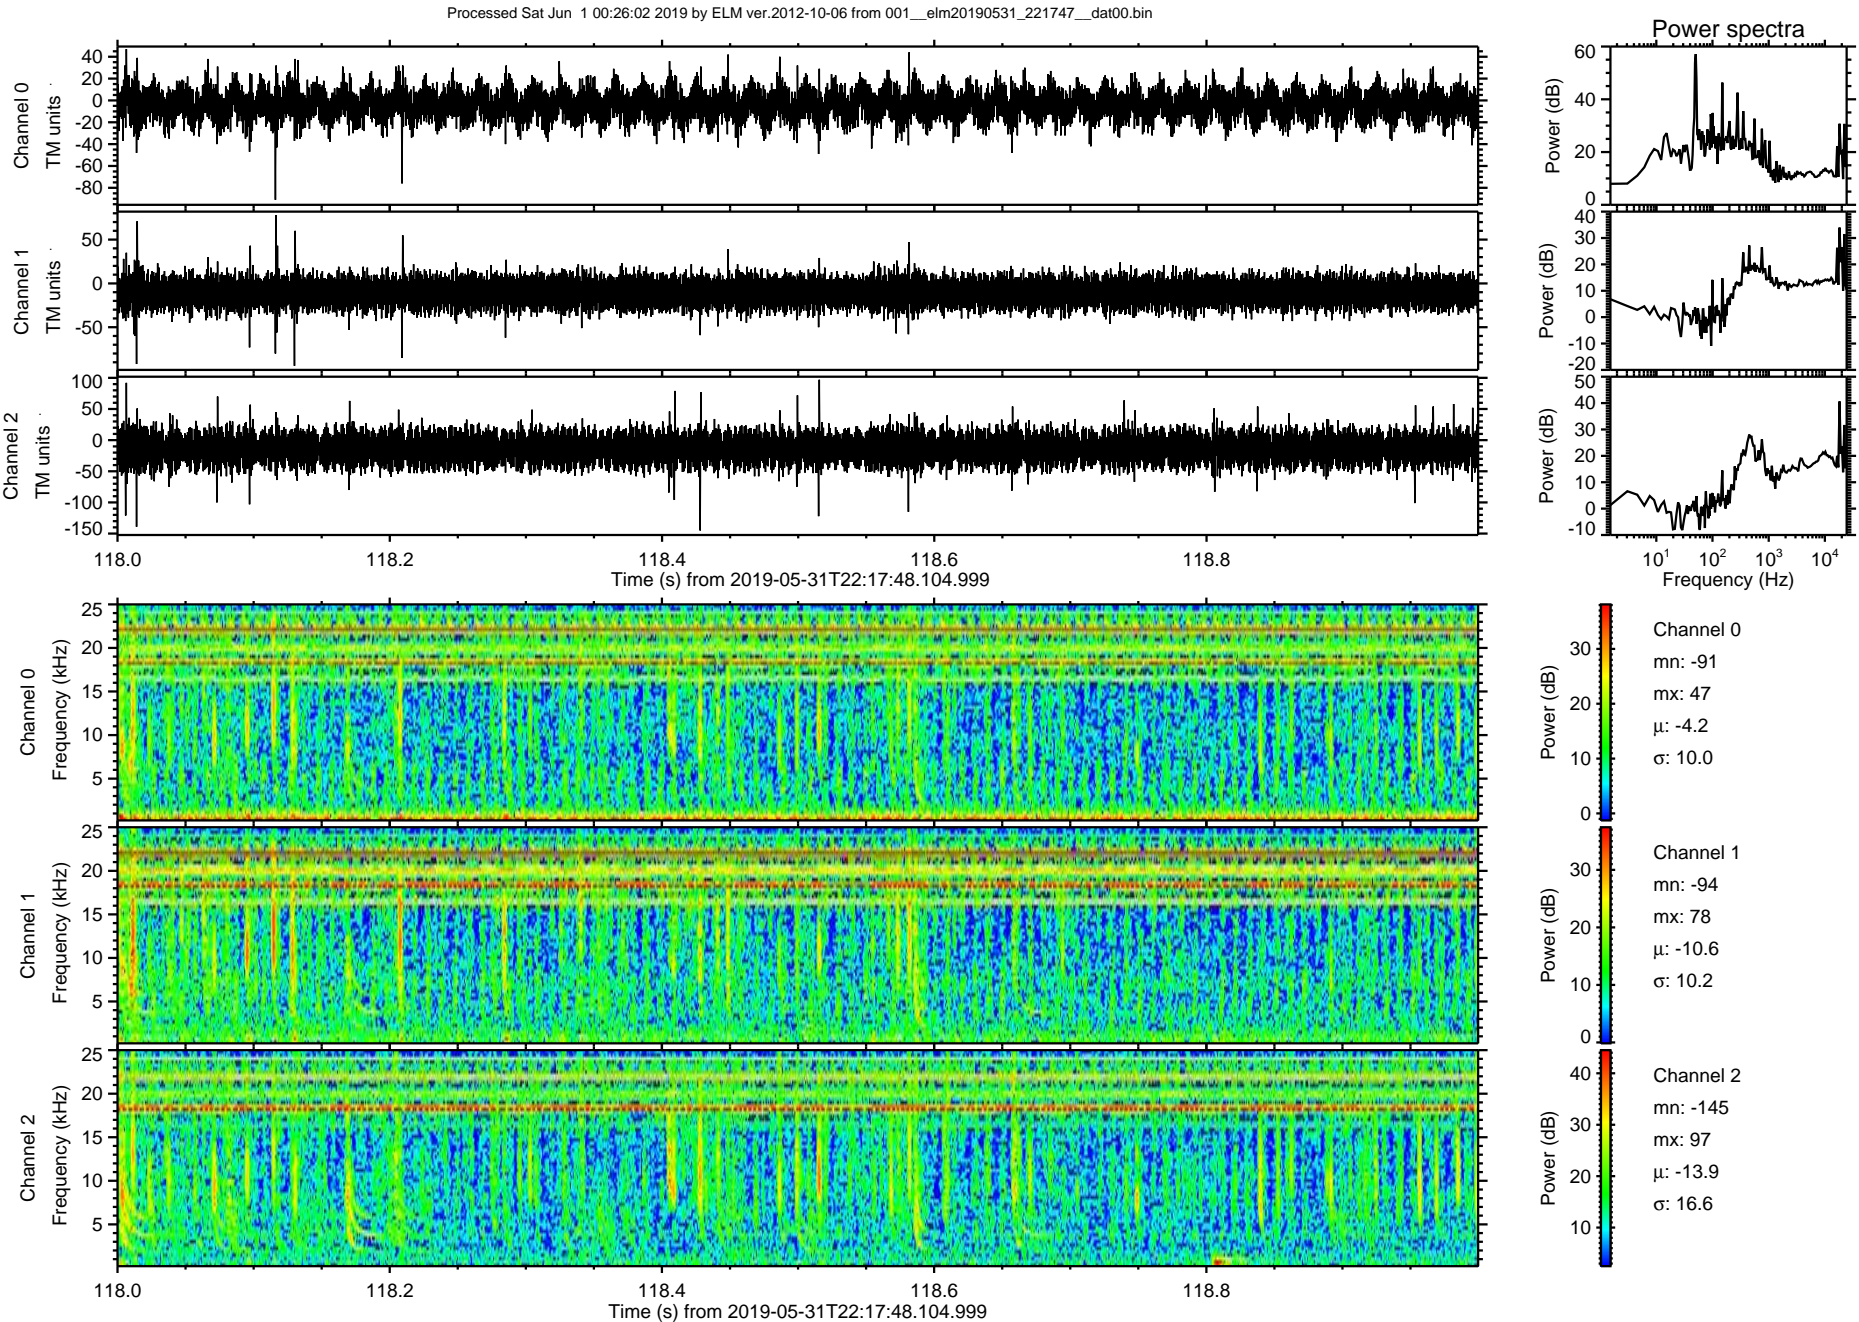 Processed Sat Jun 1 00:26:02 2019 by ELM ver.2012-10-06 from 001__elm20190531_221747__dat00.bin
Power spectra
Channel 0
TM units
40
20
0
-20
-40
-60
-80
Power (dB)
60
40
20
0
Channel 1
TM units
50
0
-50
Power (dB)
40
30
20
10
0
-10
-20
Channel 2
TM units
100
50
0
-50
-100
-150
Power (dB)
50
40
30
20
10
0
-10
118.0 118.2 118.4 118.6 118.8
Time (s) from 2019-05-31T22:17:48.104.999
10^1 10^2 10^3 10^4
Frequency (Hz)
Channel 0
Frequency (kHz)
25
20
15
10
5
Power (dB)
30
20
10
0
Channel 0
mn: -91
mx: 47
μ: -4.2
σ: 10.0
Channel 1
Frequency (kHz)
25
20
15
10
5
Power (dB)
30
20
10
0
Channel 1
mn: -94
mx: 78
μ: -10.6
σ: 10.2
Channel 2
Frequency (kHz)
25
20
15
10
5
Power (dB)
40
30
20
10
Channel 2
mn: -145
mx: 97
μ: -13.9
σ: 16.6
118.0 118.2 118.4 118.6 118.8
Time (s) from 2019-05-31T22:17:48.104.999